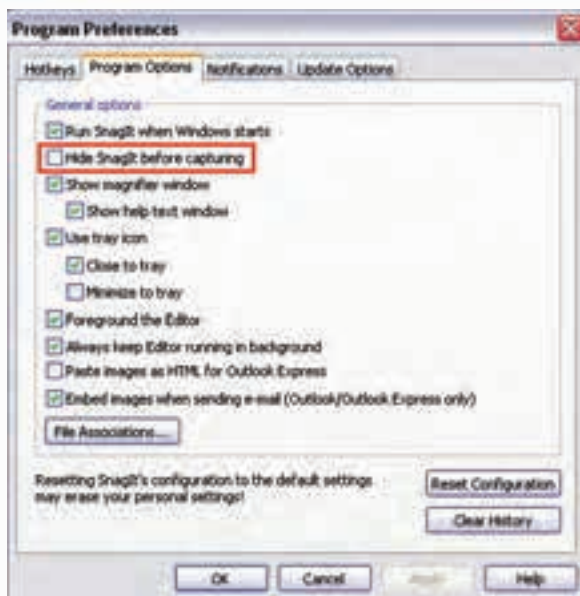 Program Preferences
Hotkeys Program Options Notifications Update Options
General options
Run SnagIt when Windows starts
Hide SnagIt before capturing
Show magnifier window
Show help text window
Use tray icon
Close to tray
Minimize to tray
Foreground the Editor
Always keep Editor running in background
Paste images as HTML for Outlook Express
Embed images when sending e-mail (Outlook/Outlook Express only)
File Associations...
Resetting SnagIt's configuration to the default settings
may erase your personal settings!
Reset Configuration
Clear History
OK Cancel Apply Help